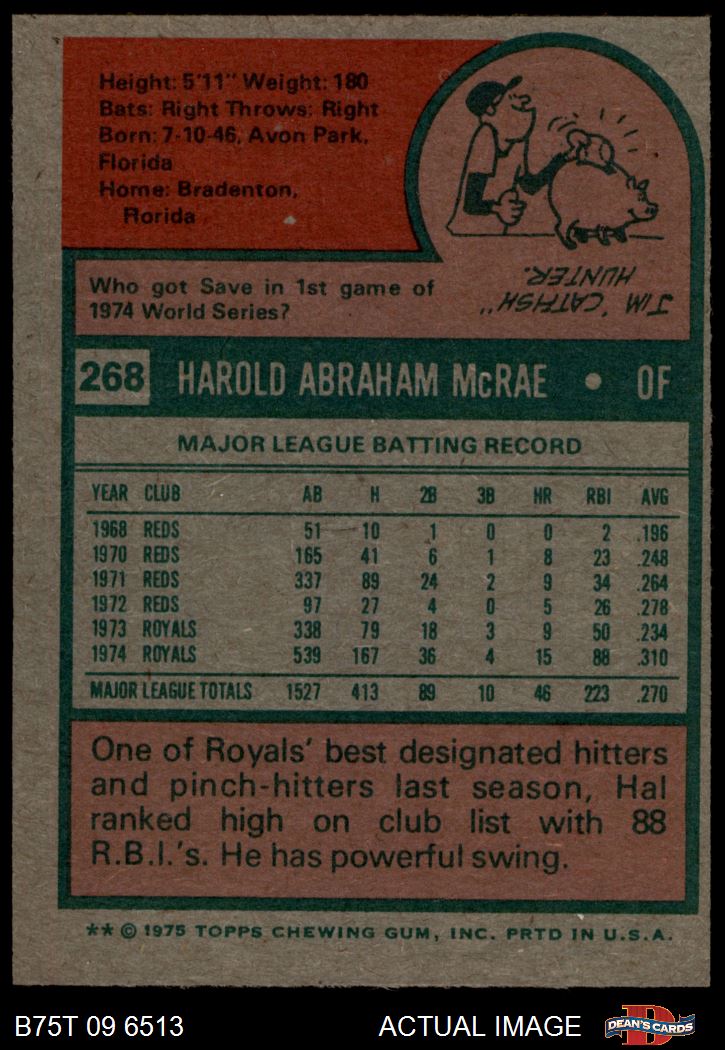 Height: 5'11" Weight: 180
Bats: Right Throws: Right
Born: 7-10-46, Avon Park,
Florida
Home: Bradenton,
Rorida
Who got Save in 1st game of
1974 World Series?
JIM "CATFISH"
HUNTER.
268 HAROLD ABRAHAM McRAE • OF
MAJOR LEAGUE BATTING RECORD
YEAR CLUB AB H 2B 3B HR RBI AVG
1968 REDS 51 10 1 0 0 2 .196
1970 REDS 165 41 6 1 8 23 .248
1971 REDS 337 89 24 2 9 34 .264
1972 REDS 97 27 4 0 5 26 .278
1973 ROYALS 338 79 18 3 9 50 .234
1974 ROYALS 539 167 36 4 15 88 .310
MAJOR LEAGUE TOTALS 1527 413 89 10 46 223 .270
One of Royals' best designated hitters
and pinch-hitters last season, Hal
ranked high on club list with 88
R.B.I.'s. He has powerful swing.
** © 1975 TOPPS CHEWING GUM, INC. PRTD IN U.S.A.
B75T 09 6513 ACTUAL IMAGE
D
DEAN'S CARDS